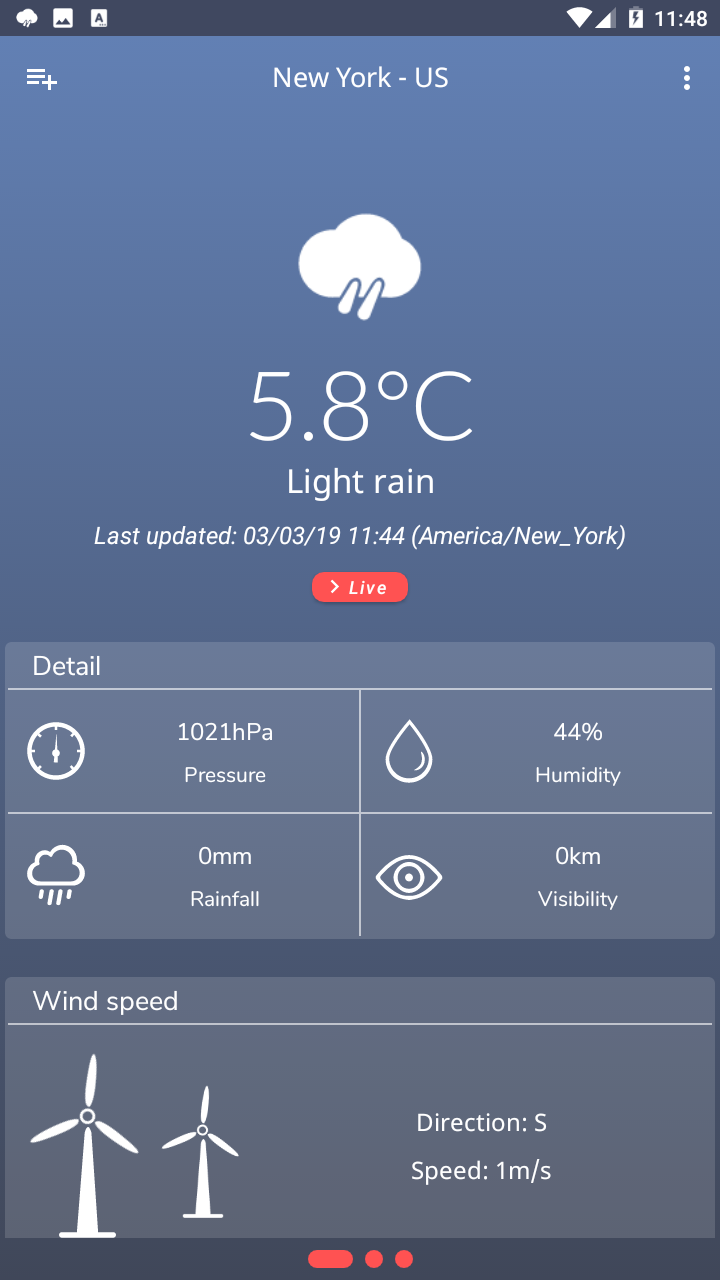 A
11:48
New York - US
5.8°C
Light rain
Last updated: 03/03/19 11:44 (America/New_York)
Live
Detail
1021hPa
Pressure
44%
Humidity
0mm
Rainfall
0km
Visibility
Wind speed
Direction: S
Speed: 1m/s